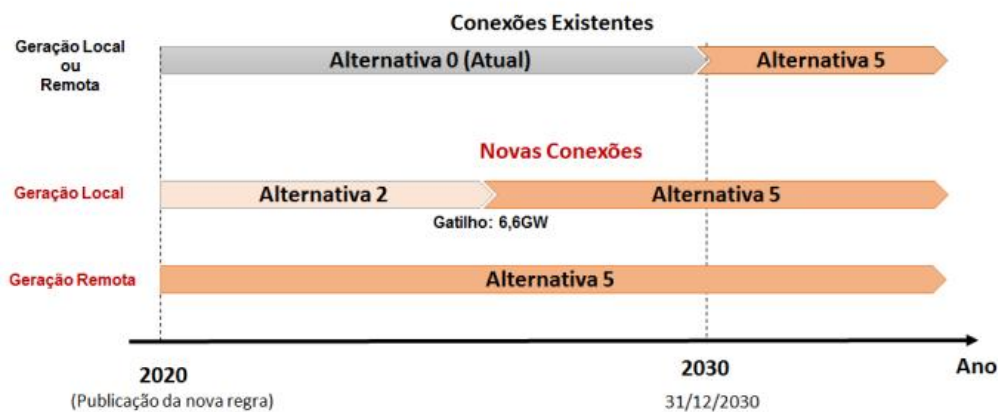 Conexões Existentes
Geração Local
ou
Remota
Alternativa 0 (Atual)
Alternativa 5
Novas Conexões
Geração Local
Alternativa 2
Alternativa 5
Gatilho: 6,6GW
Geração Remota
Alternativa 5
2020
2030
Ano
(Publicação da nova regra)
31/12/2030